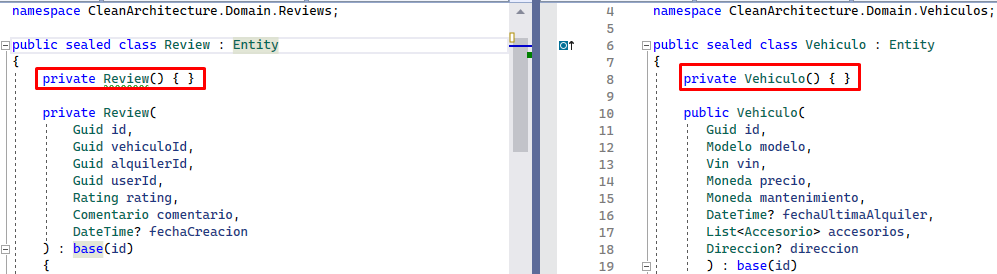 namespace CleanArchitecture.Domain.Reviews;
public sealed class Review : Entity
{
private Review() { }
private Review(
Guid id,
Guid vehiculoId,
Guid alquilerId,
Guid userId,
Rating rating,
Comentario comentario,
DateTime? fechaCreacion
) : base(id)
{
4 namespace CleanArchitecture.Domain.Vehiculos;
5
6 public sealed class Vehiculo : Entity
7 {
8 private Vehiculo() { }
9
10 public Vehiculo(
11 Guid id,
12 Modelo modelo,
13 Vin vin,
14 Moneda precio,
15 Moneda mantenimiento,
16 DateTime? fechaUltimaAlquiler,
17 List<Accesorio> accesorios,
18 Direccion? direccion
19 ) : base(id)